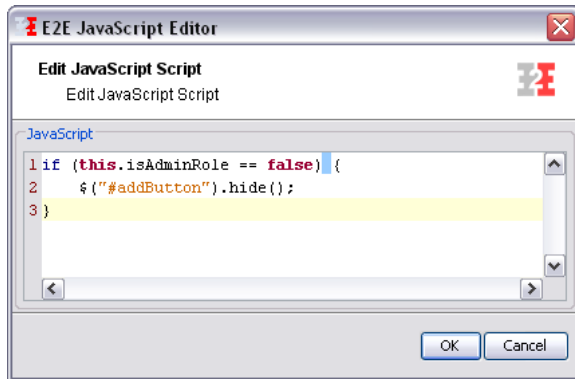 E2E JavaScript Editor
Edit JavaScript Script
Edit JavaScript Script
E2E
JavaScript
1 if (this.isAdminRole == false) {
2     $("#addButton").hide();
3 }
OK
Cancel